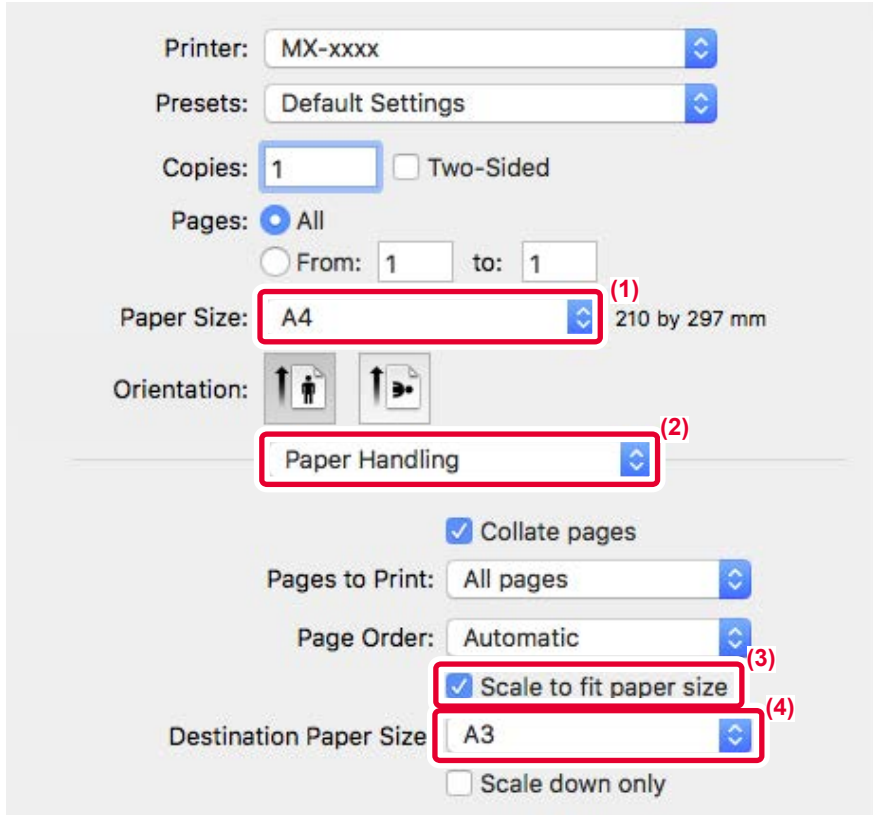 Printer: MX-xxxx
Presets: Default Settings
Copies: 1 Two-Sided
Pages: All
From: 1 to: 1
(1)
Paper Size: A4 210 by 297 mm
Orientation:
(2)
Paper Handling
Collate pages
Pages to Print: All pages
Page Order: Automatic
(3)
Scale to fit paper size
(4)
Destination Paper Size A3
Scale down only